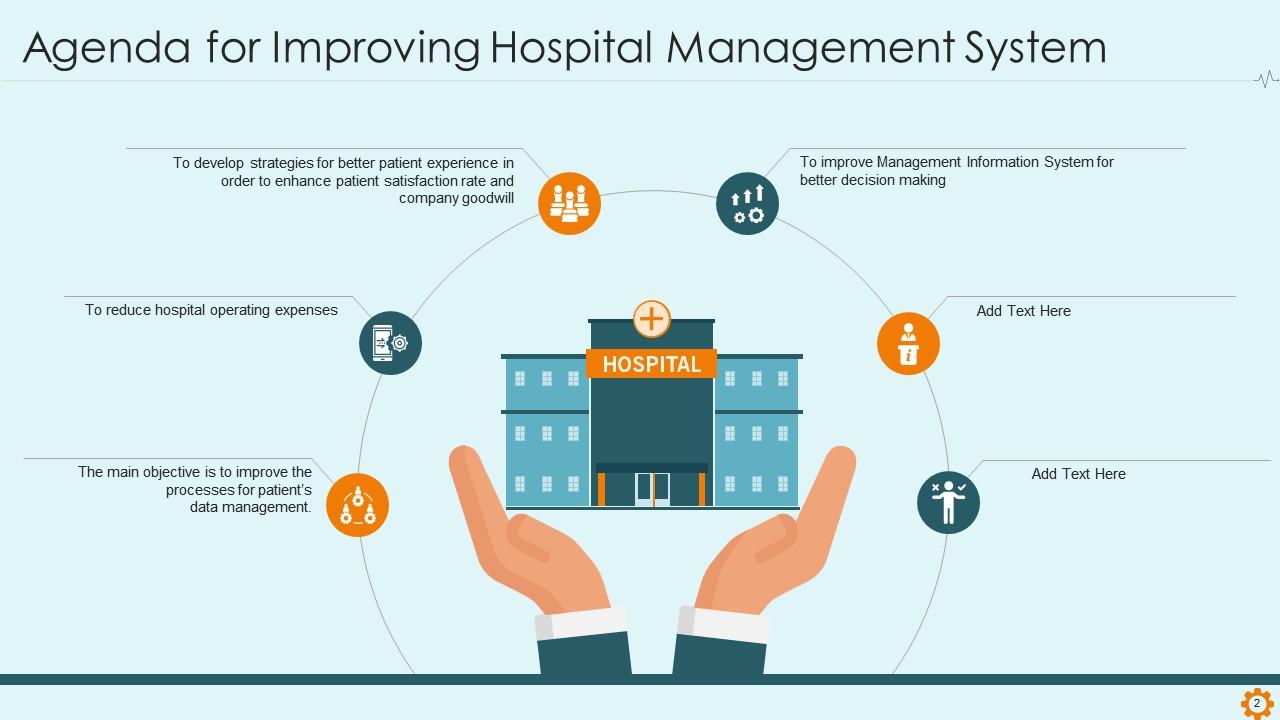 Agenda for Improving Hospital Management System
To develop strategies for better patient experience in
order to enhance patient satisfaction rate and
company goodwill
To improve Management Information System for
better decision making
To reduce hospital operating expenses
Add Text Here
HOSPITAL
The main objective is to improve the
processes for patient's
data management.
Add Text Here
i
2